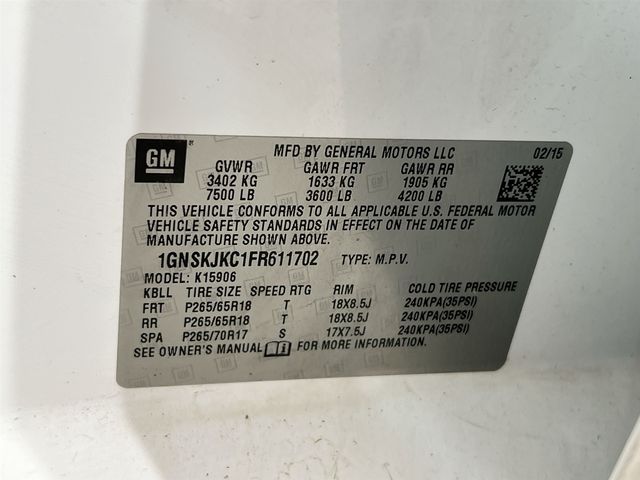 GM MFD BY GENERAL MOTORS LLC 02/15
GVWR GAWR FRT GAWR RR
3402 KG 1633 KG 1905 KG
7500 LB 3600 LB 4200 LB
THIS VEHICLE CONFORMS TO ALL APPLICABLE U.S. FEDERAL MOTOR
VEHICLE SAFETY STANDARDS IN EFFECT ON THE DATE OF
MANUFACTURE SHOWN ABOVE.
1GNSKJKC1FR611702 TYPE: M.P.V.
MODEL: K15906
KBLL TIRE SIZE SPEED RTG RIM COLD TIRE PRESSURE
FRT P265/65R18 T 18X8.5J 240KPA(35PSI)
RR P265/65R18 T 18X8.5J 240KPA(35PSI)
SPA P265/70R17 S 17X7.5J 240KPA(35PSI)
SEE OWNER'S MANUAL FOR MORE INFORMATION.